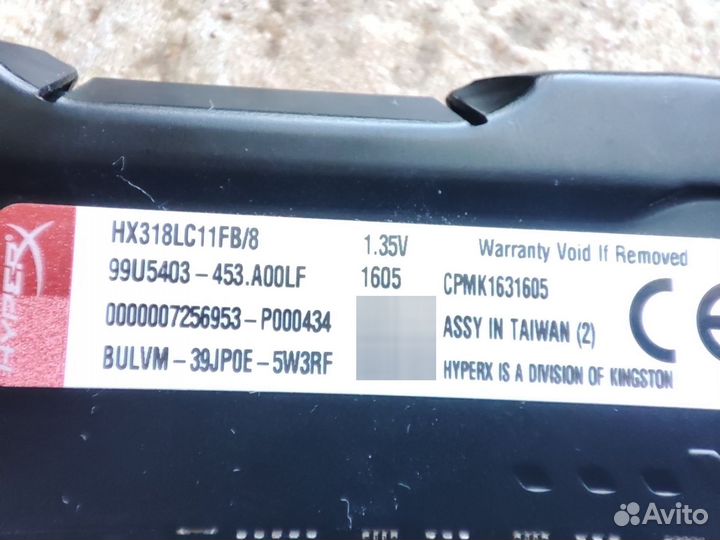 HYPERX
HX318LC11FB/8 1.35V Warranty Void If Removed
99U5403-453.A00LF 1605 CPMK1631605
0000007256953-P000434 ASSY IN TAIWAN (2)
BULVM-39JP0E-5W3RF HYPERX IS A DIVISION OF KINGSTON
CE
Avito